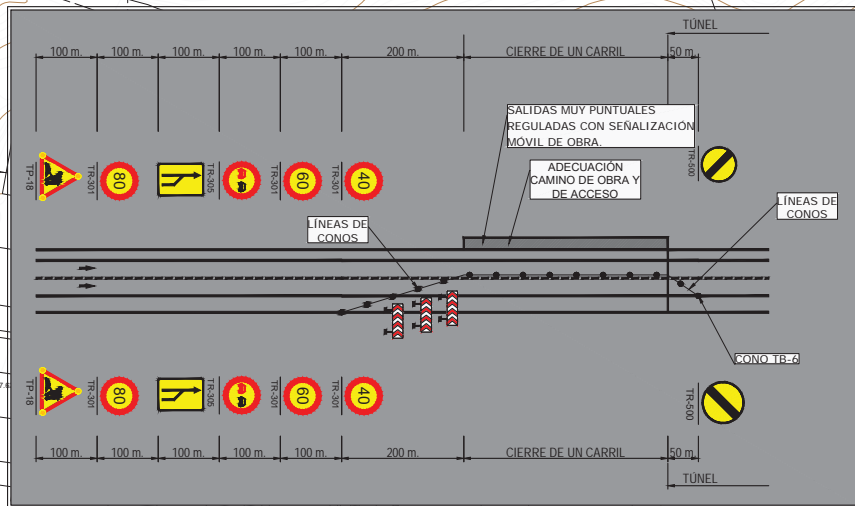 TÚNEL
100 m. 100 m. 100 m. 100 m. 100 m. 200 m. CIERRE DE UN CARRIL 50 m.
SALIDAS MUY PUNTUALES
REGULADAS CON SEÑALIZACIÓN
MÓVIL DE OBRA.
ADECUACIÓN
CAMINO DE OBRA Y
DE ACCESO
TP-18 TR-301 80 TR-305 TR-301 60 TR-301 40 TR-500
LÍNEAS DE
CONOS
LÍNEAS DE
CONOS
CONO TB-6
TP-18 TR-301 80 TR-305 TR-301 60 TR-301 40 TR-500
100 m. 100 m. 100 m. 100 m. 100 m. 200 m. CIERRE DE UN CARRIL 50 m.
TÚNEL